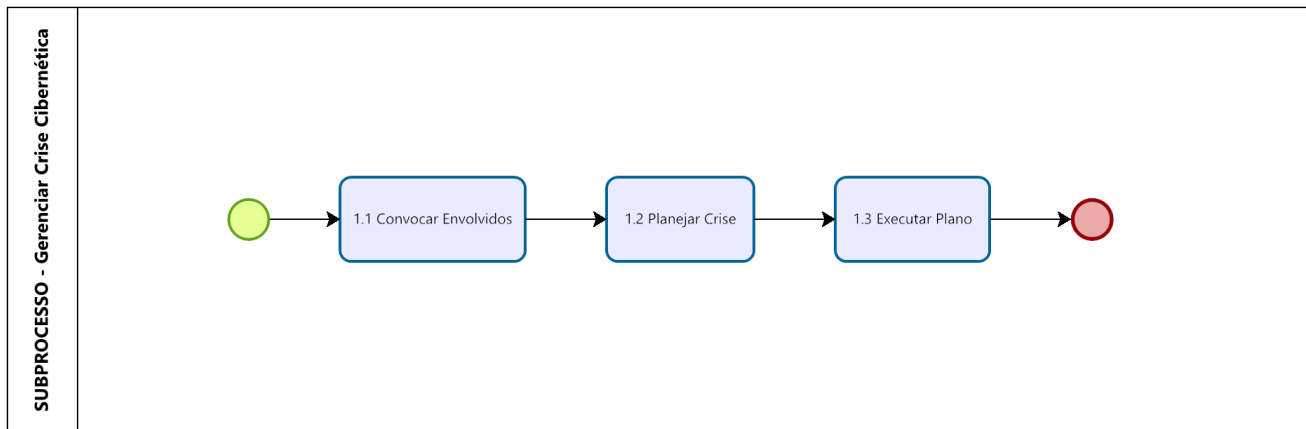 SUBPROCESSO - Gerenciar Crise Cibernética
1.1 Convocar Envolvidos
1.2 Planejar Crise
1.3 Executar Plano